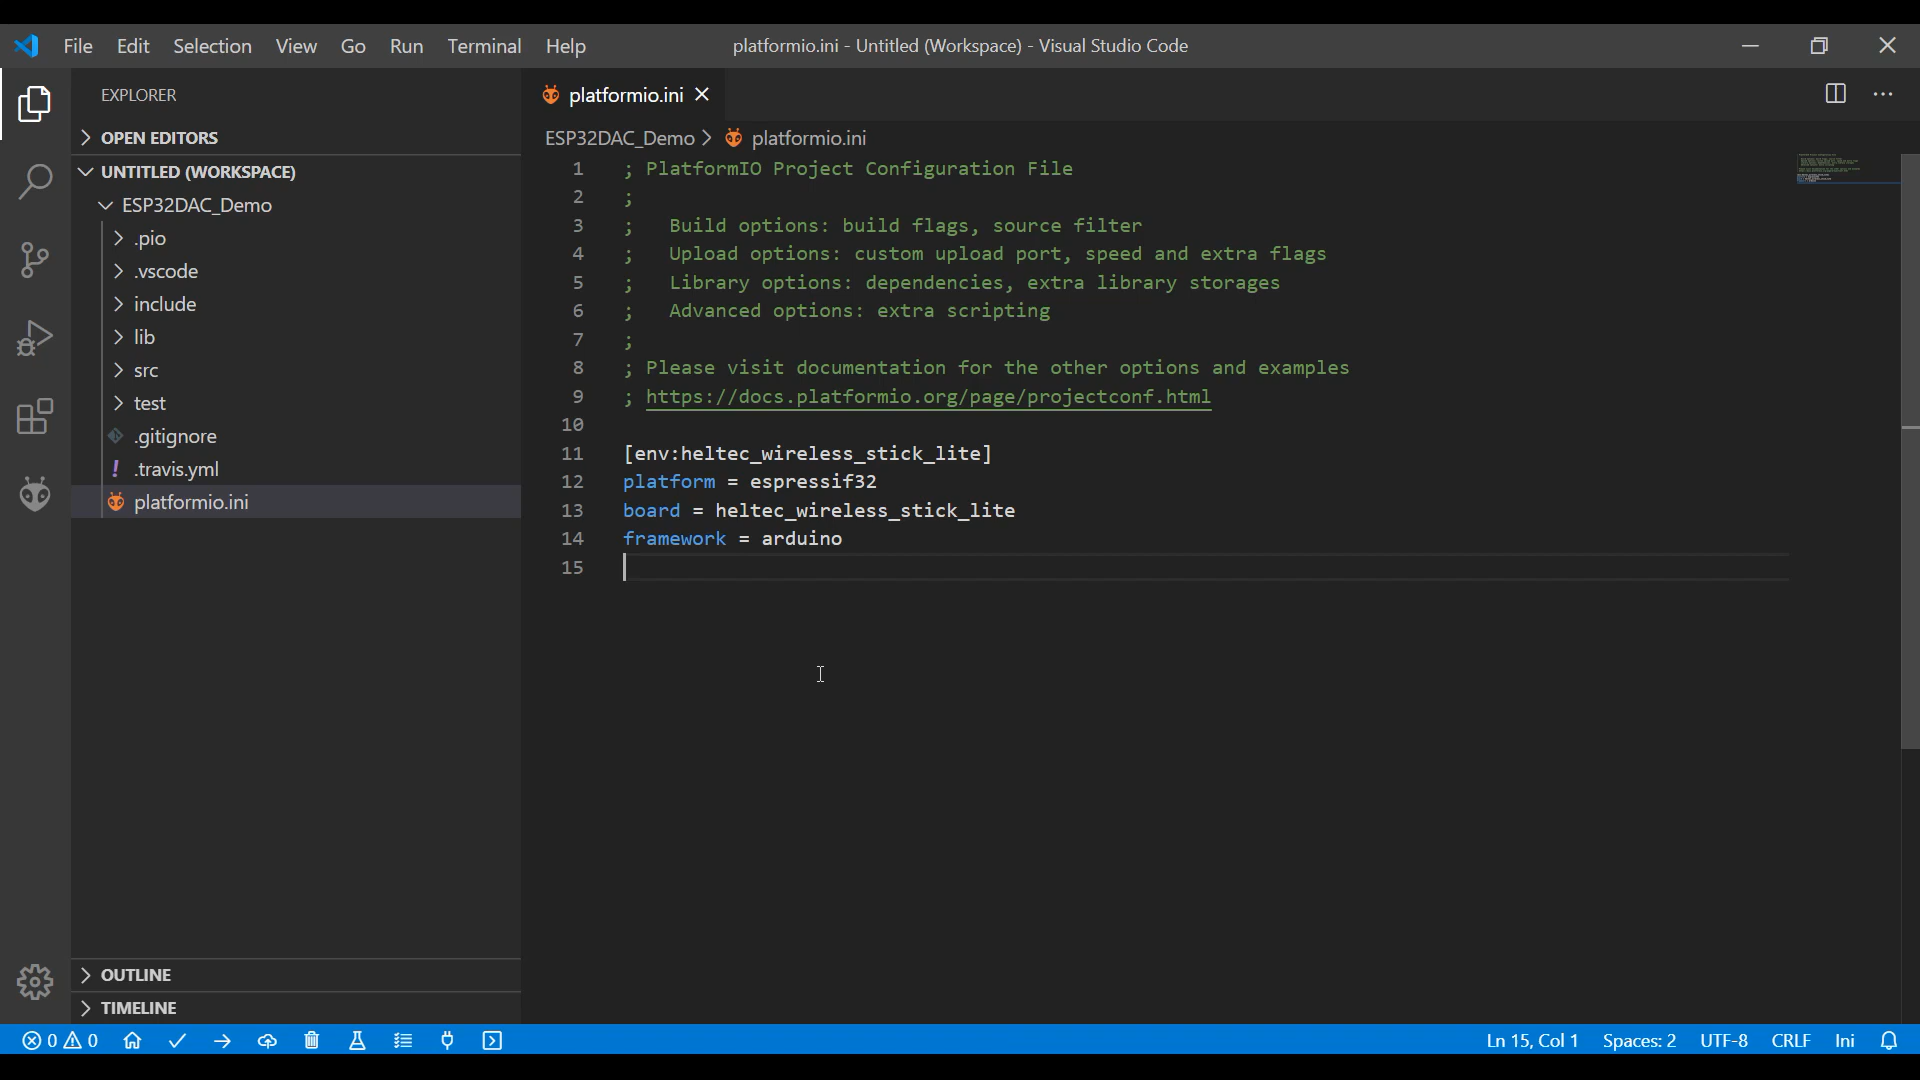 File Edit Selection View Go Run Terminal Help platformio.ini - Untitled (Workspace) - Visual Studio Code
EXPLORER
OPEN EDITORS
UNTITLED (WORKSPACE)
ESP32DAC_Demo
.pio
.vscode
include
lib
src
test
.gitignore
! .travis.yml
platformio.ini
OUTLINE
TIMELINE
platformio.ini
ESP32DAC_Demo > platformio.ini
1 ; PlatformIO Project Configuration File
2 ;
3 ;   Build options: build flags, source filter
4 ;   Upload options: custom upload port, speed and extra flags
5 ;   Library options: dependencies, extra library storages
6 ;   Advanced options: extra scripting
7 ;
8 ; Please visit documentation for the other options and examples
9 ; https://docs.platformio.org/page/projectconf.html
10
11 [env:heltec_wireless_stick_lite]
12 platform = espressif32
13 board = heltec_wireless_stick_lite
14 framework = arduino
15
0 0 Ln 15, Col 1 Spaces: 2 UTF-8 CRLF Ini